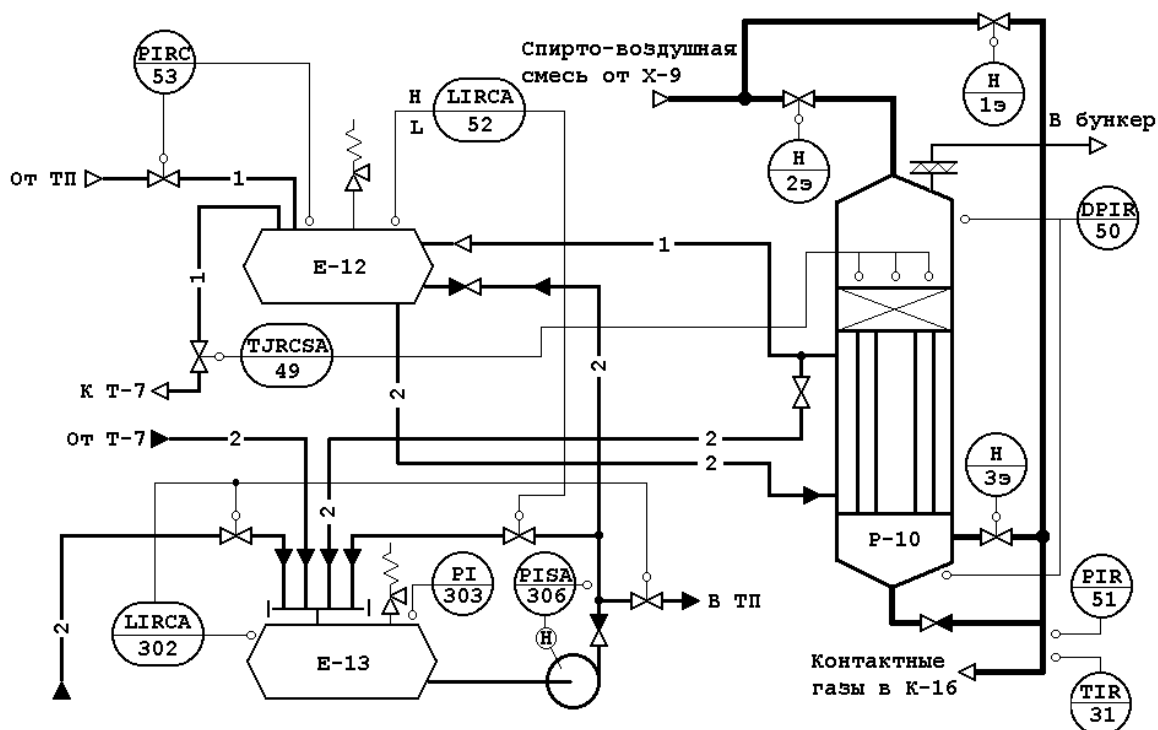 PIRC
53
Спирто-воздушная
смесь от Х-9
H
L
LIRCA
52
H
1э
В бункер
H
2э
От ТП
1
DPIR
50
Е-12
1
1
TJRCSA
49
2
2
К Т-7
От Т-7
2
2
2
H
3э
2
Р-10
PI
303
PISA
306
PIR
51
В ТП
2
LIRCA
302
H
Е-13
Контактные
газы в К-16
TIR
31